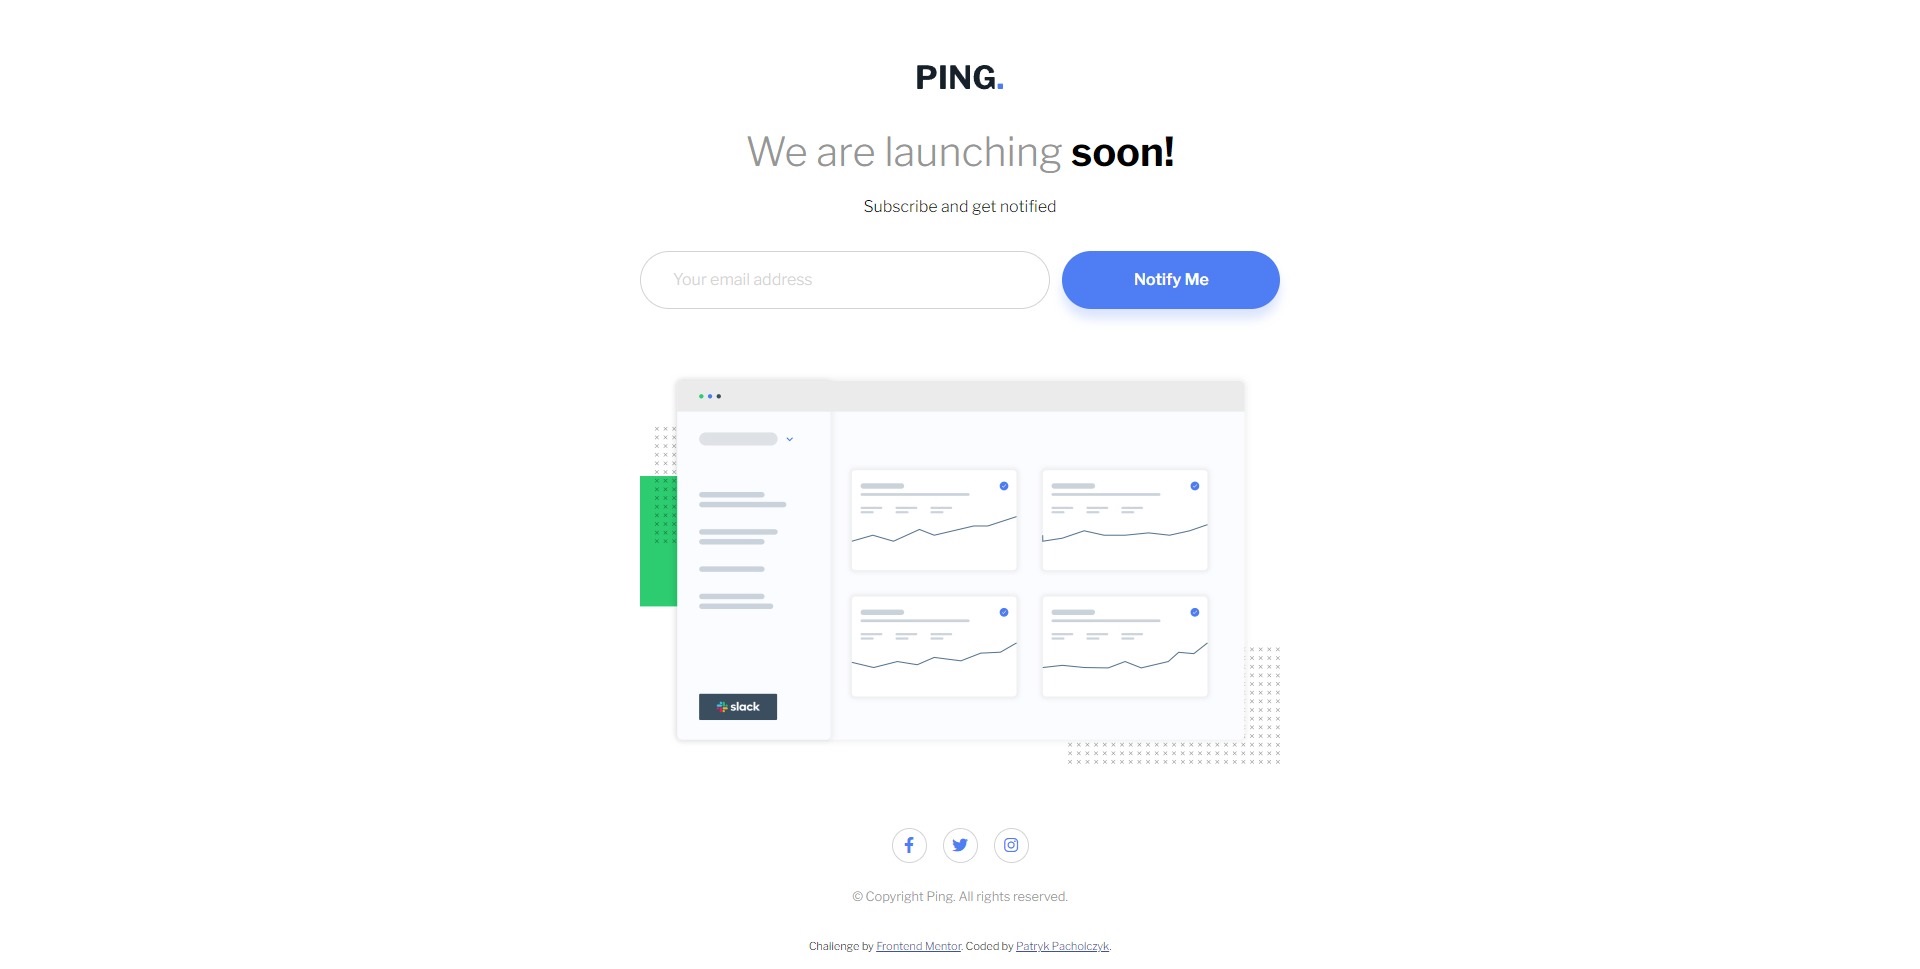 PING.
We are launching soon!
Subscribe and get notified
Your email address
Notify Me
slack
© Copyright Ping. All rights reserved.
Challenge by Frontend Mentor. Coded by Patryk Pacholczyk.